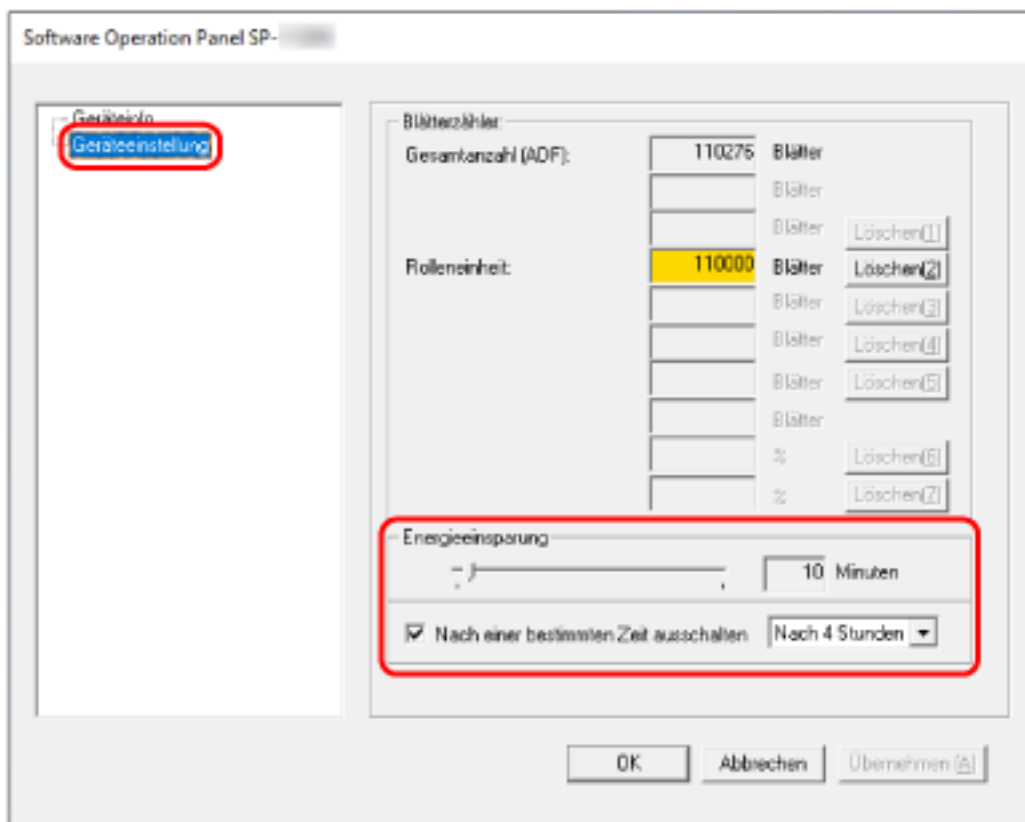 Software Operation Panel SP-
Geräteinfo
Geräteeinstellung
Blätterzähler
Gesamtanzahl (ADF): 110276 Blätter
Blätter
Blätter Löschen(1)
Rolleneinheit: 110000 Blätter Löschen(2)
Blätter Löschen(3)
Blätter Löschen(4)
Blätter Löschen(5)
Blätter
% Löschen(6)
% Löschen(7)
Energieeinsparung
10 Minuten
Nach einer bestimmten Zeit ausschalten Nach 4 Stunden
OK Abbrechen Übernehmen (A)